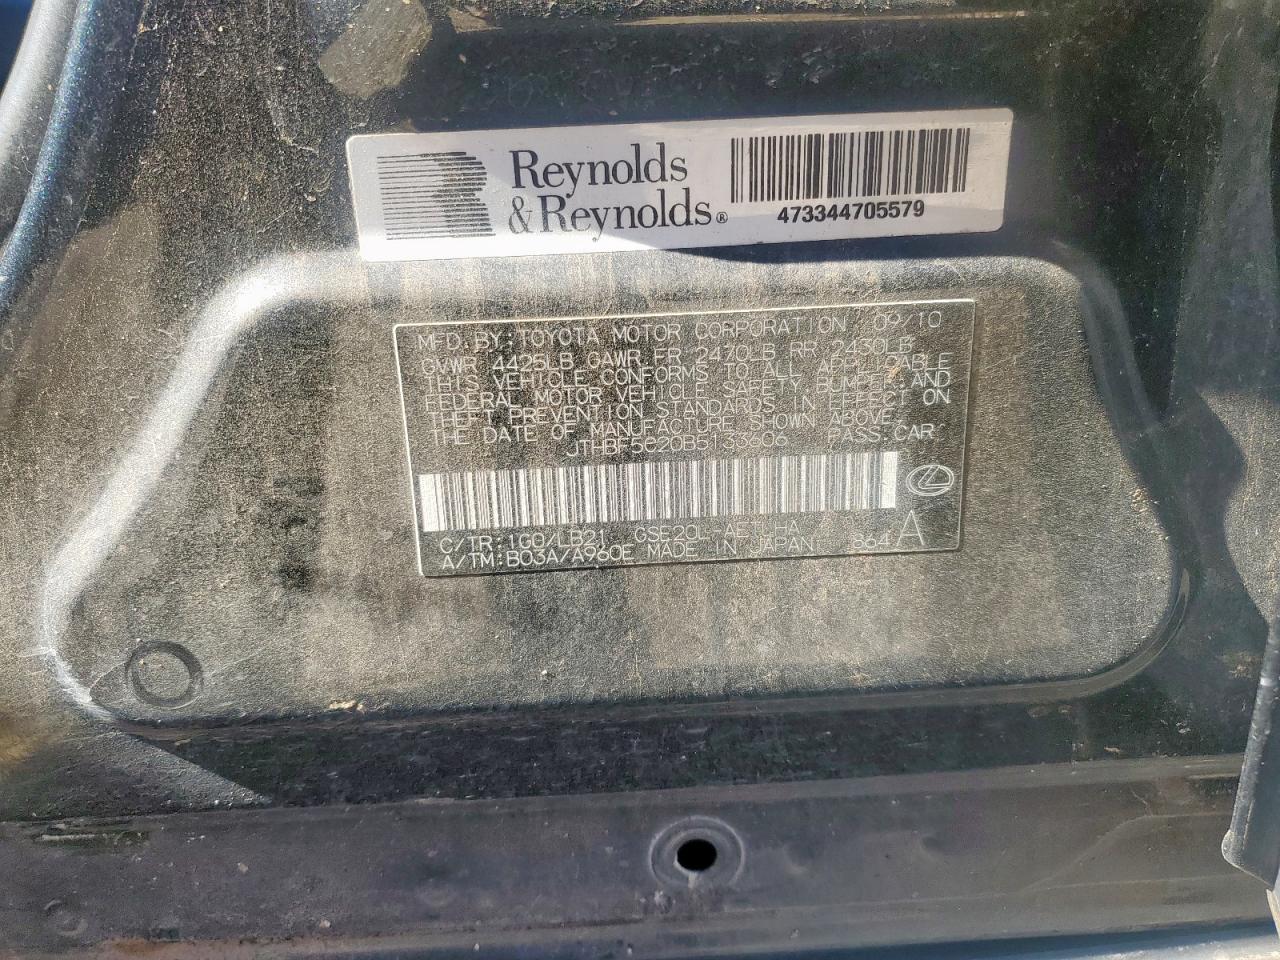 Reynolds
&Reynolds®
473344705579
MFD.BY:TOYOTA MOTOR CORPORATION 09/10
GVWR 4425LB GAWR FR 2470LB RR 2430LB
THIS VEHICLE CONFORMS TO ALL APPLICABLE
FEDERAL MOTOR VEHICLE SAFETY, BUMPER, AND
THEFT PREVENTION STANDARDS IN EFFECT ON
THE DATE OF MANUFACTURE SHOWN ABOVE.
JTHBF5C20B5133606 PASS.CAR
C/TR:1G0/LB21 GSE20L-AETLHA 864 A
A/TM:B03A/A960E MADE IN JAPAN